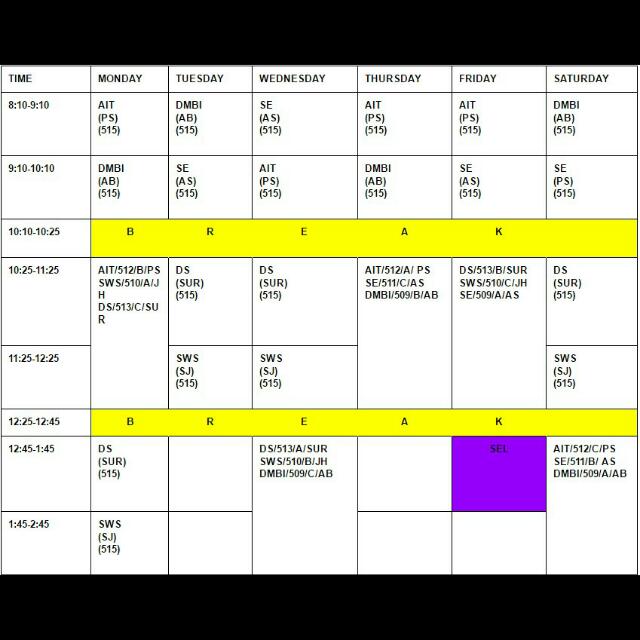 TIME MONDAY TUESDAY WEDNESDAY THURSDAY FRIDAY SATURDAY
8:10-9:10 AIT DMBI SE AIT AIT DMBI
(PS) (AB) (AS) (PS) (PS) (AB)
(515) (515) (515) (515) (515) (515)
9:10-10:10 DMBI SE AIT DMBI SE SE
(AB) (AS) (PS) (AB) (AS) (PS)
(515) (515) (515) (515) (515) (515)
10:10-10:25 B R E A K
10:25-11:25 AIT/512/B/PS DS DS AIT/512/A/ PS DS/513/B/SUR DS
SWS/510/A/J (SUR) (SUR) SE/511/C/AS SWS/510/C/JH (SUR)
H (515) (515) DMBI/509/B/AB SE/509/A/AS (515)
DS/513/C/SU
R
11:25-12:25 SWS SWS SWS
(SJ) (SJ) (SJ)
(515) (515) (515)
12:25-12:45 B R E A K
12:45-1:45 DS DS/513/A/SUR SEL AIT/512/C/PS
(SUR) SWS/510/B/JH SE/511/B/ AS
(515) DMBI/509/C/AB DMBI/509/A/AB
1:45-2:45 SWS
(SJ)
(515)